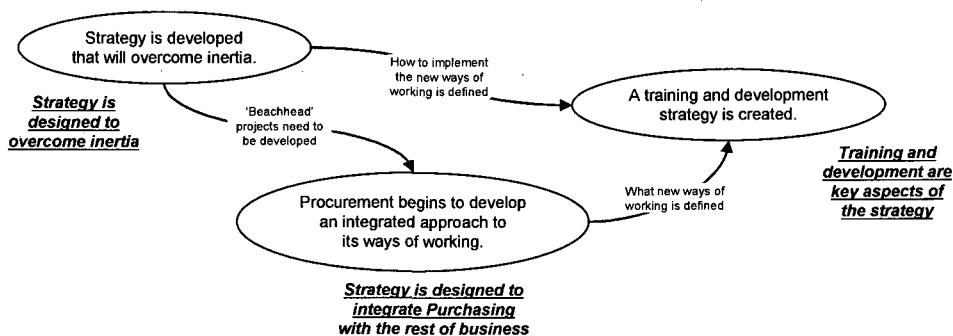 Strategy is developed
that will overcome inertia.
Strategy is
designed to
overcome inertia
How to implement
the new ways of
working is defined
'Beachhead'
projects need to
be developed
A training and development
strategy is created.
Training and
development are
key aspects of
the strategy
Procurement begins to develop
an integrated approach to
its ways of working.
What new ways of
working is defined
Strategy is designed to
integrate Purchasing
with the rest of business